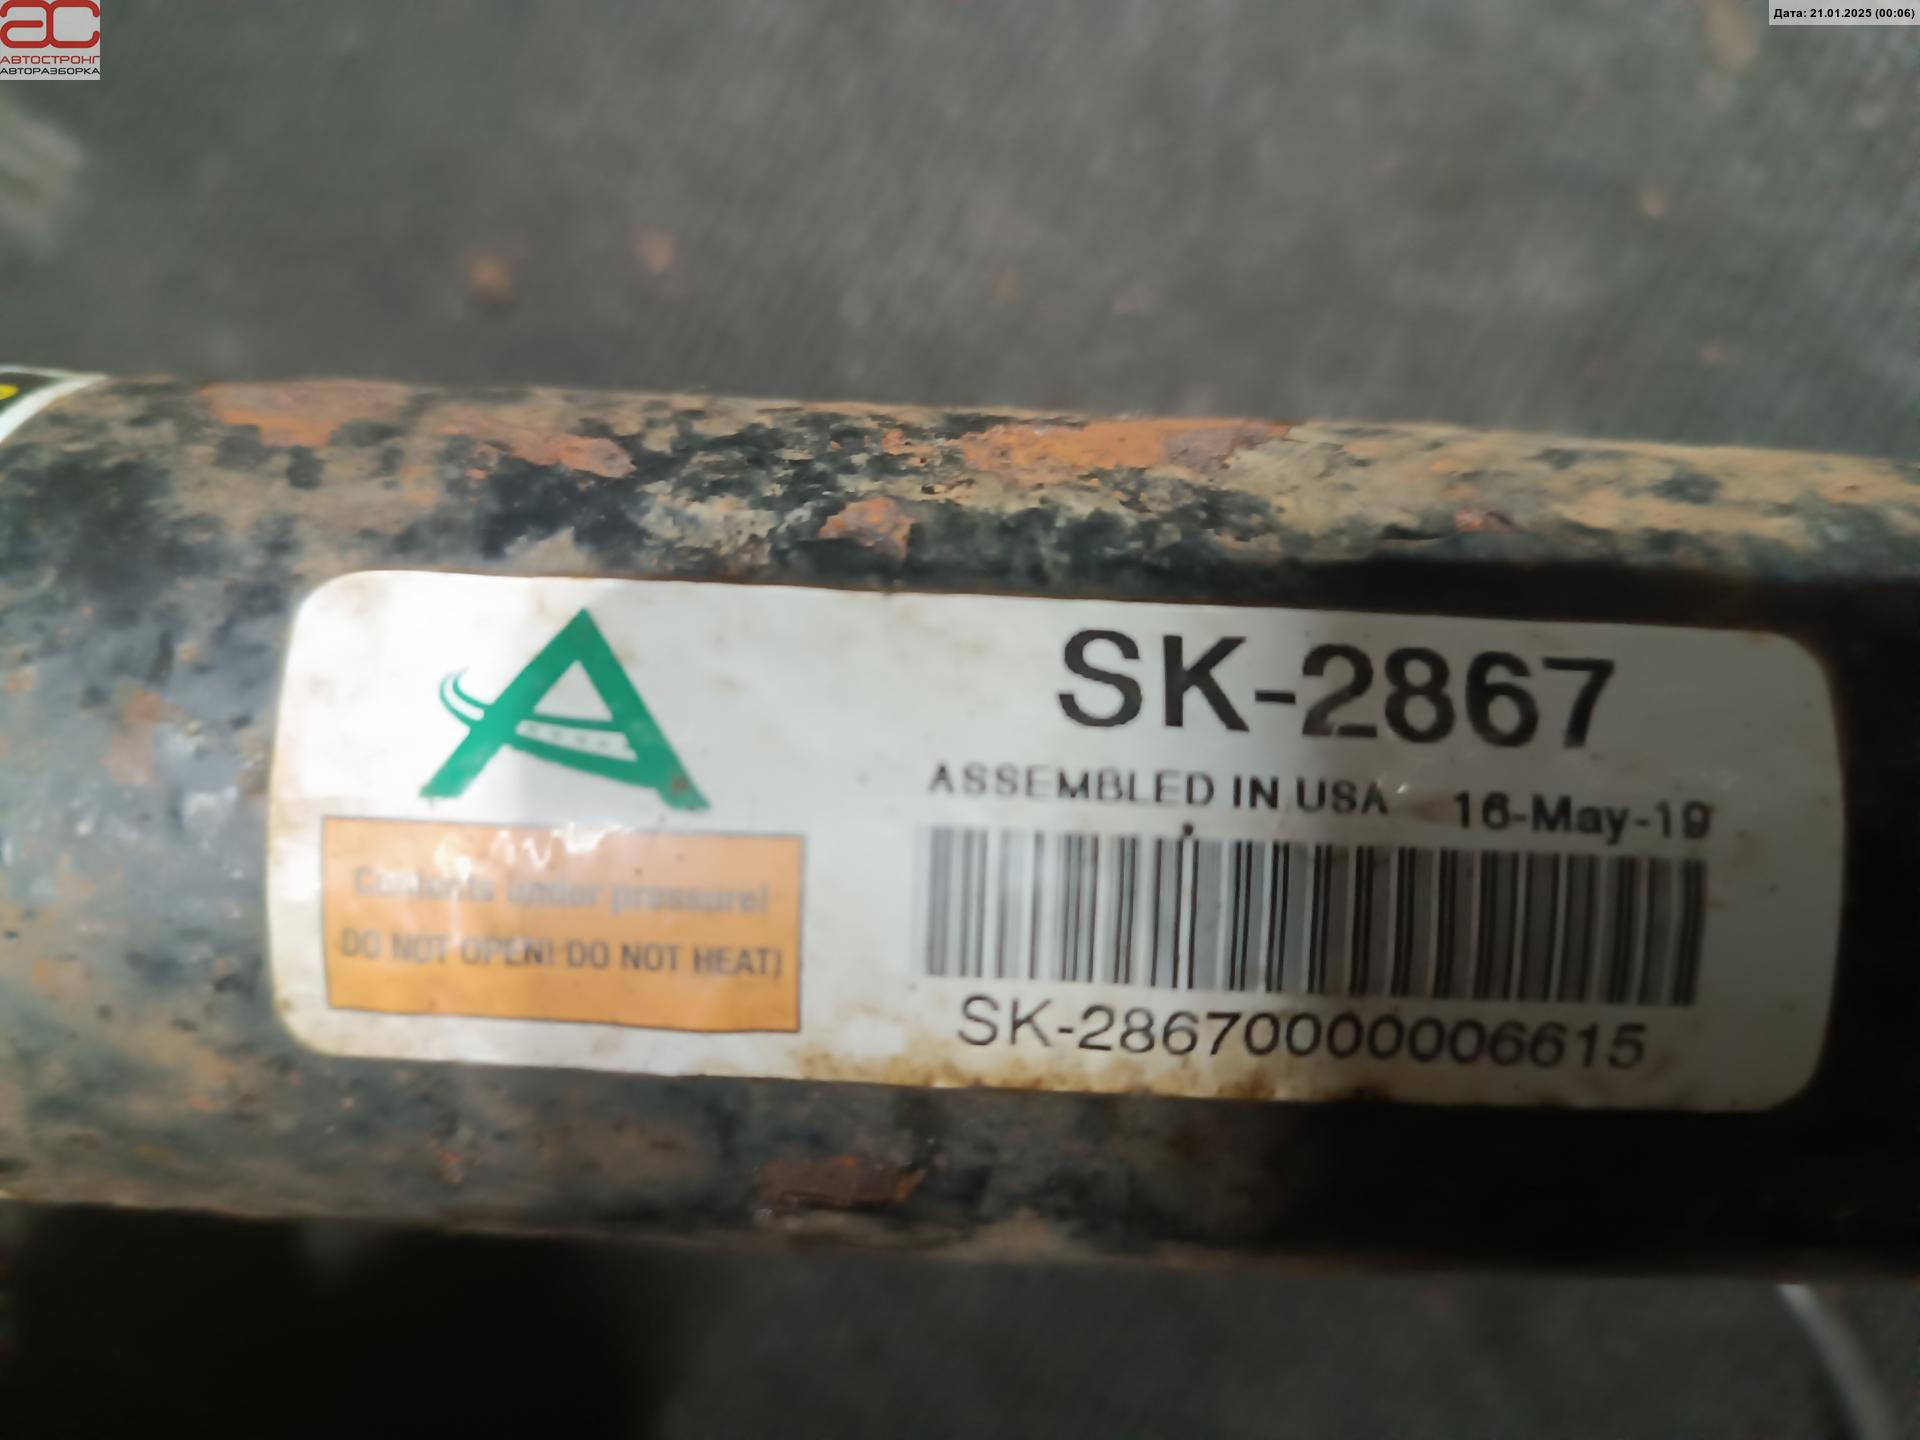 АВТОСТРОНГ
АВТОРАЗБОРКА
Дата: 21.01.2025 (00:06)
SK-2867
ASSEMBLED IN USA 16-May-19
Contents under pressure!
DO NOT OPEN! DO NOT HEAT!
SK-28670000006615